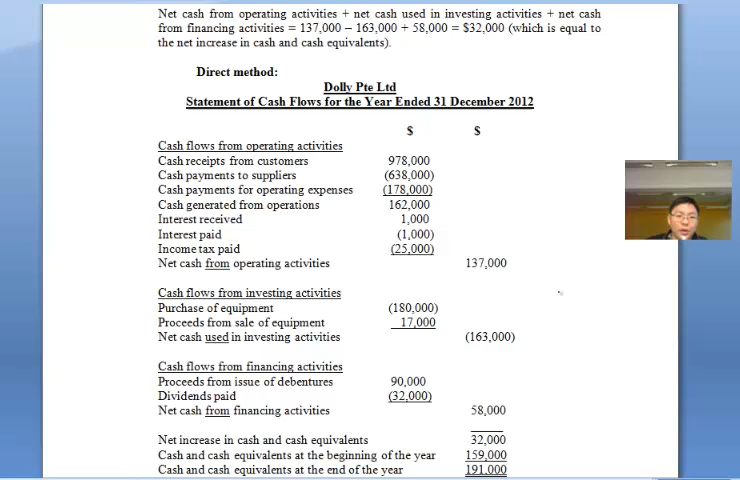 Net cash from operating activities + net cash used in investing activities + net cash
from financing activities = 137,000 – 163,000 + 58,000 = $32,000 (which is equal to
the net increase in cash and cash equivalents).
Direct method:
Dolly Pte Ltd
Statement of Cash Flows for the Year Ended 31 December 2012
$ $
Cash flows from operating activities
Cash receipts from customers 978,000
Cash payments to suppliers (638,000)
Cash payments for operating expenses (178,000)
Cash generated from operations 162,000
Interest received 1,000
Interest paid (1,000)
Income tax paid (25,000)
Net cash from operating activities 137,000
Cash flows from investing activities
Purchase of equipment (180,000)
Proceeds from sale of equipment 17,000
Net cash used in investing activities (163,000)
Cash flows from financing activities
Proceeds from issue of debentures 90,000
Dividends paid (32,000)
Net cash from financing activities 58,000
Net increase in cash and cash equivalents 32,000
Cash and cash equivalents at the beginning of the year 159,000
Cash and cash equivalents at the end of the year 191,000